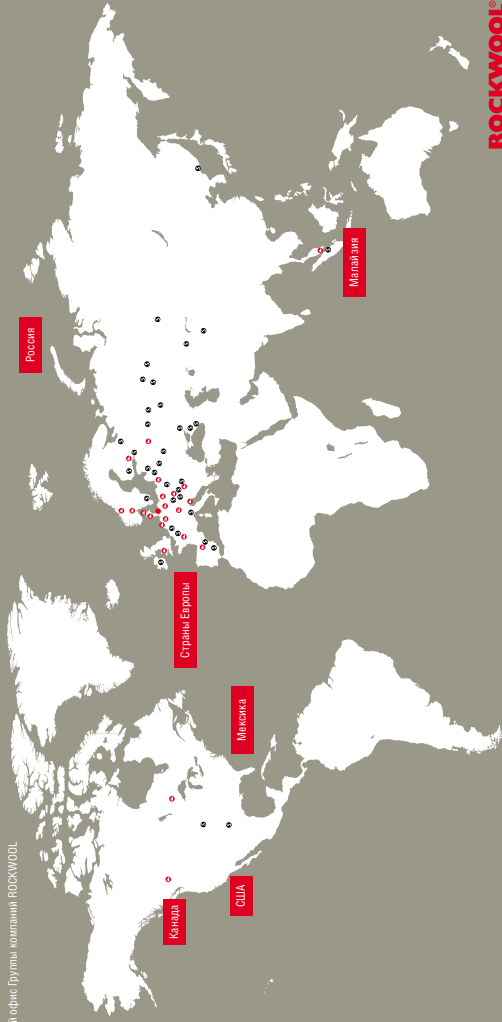 й офис Группы компаний ROCKWOOL
Канада
США
Мексика
Страны Европы
Россия
Малайзия
ROCKWOOL®